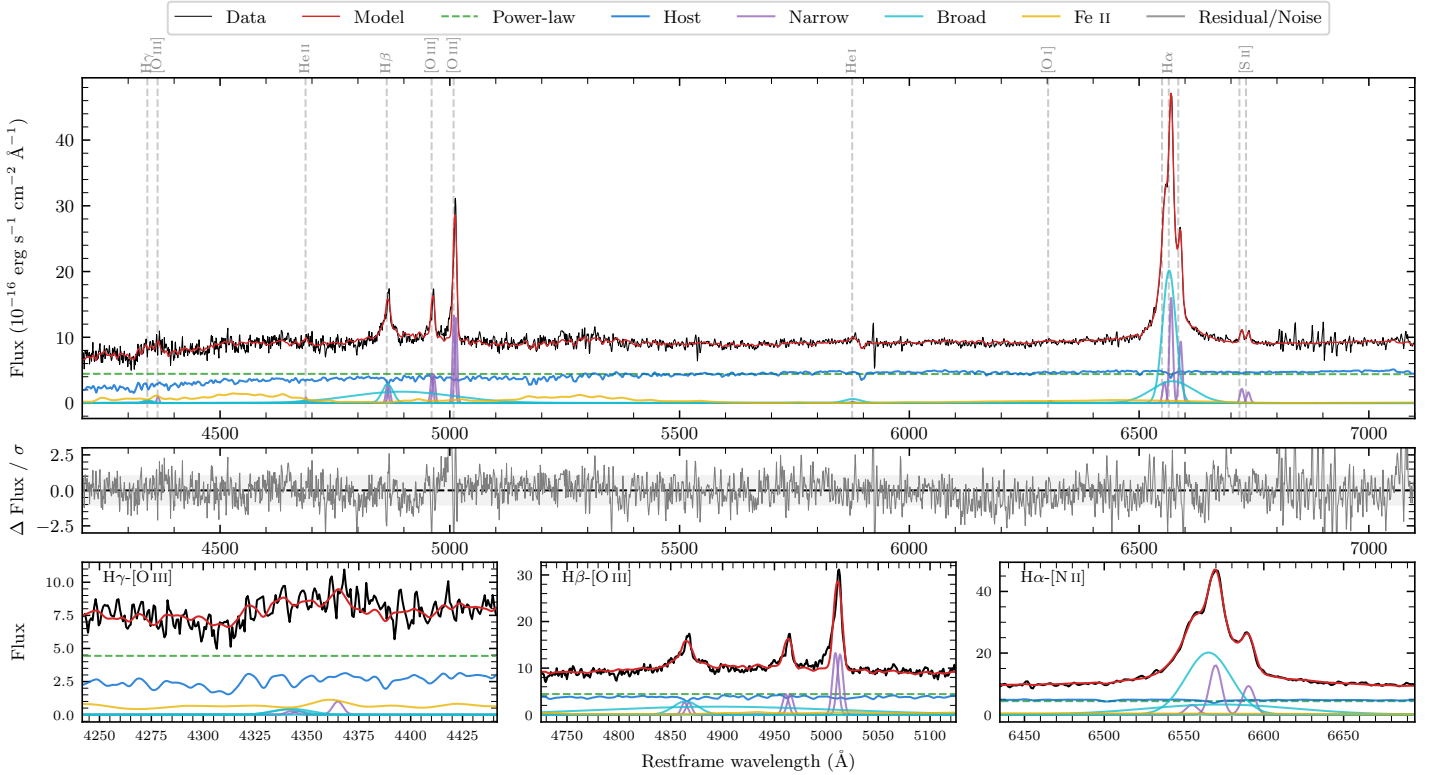 Data Model Power-law Host Narrow Broad Fe II Residual/Noise
Hγ [O III] He II Hβ [O III] [O III] He I [O I] Hα [S II]
Flux (10⁻¹⁶ erg s⁻¹ cm⁻² Å⁻¹)
40
30
20
10
0
4500 5000 5500 6000 6500 7000
Δ Flux / σ
2.5
0.0
−2.5
4500 5000 5500 6000 6500 7000
Flux
Hγ-[O III]
10.0
7.5
5.0
2.5
0.0
4250 4275 4300 4325 4350 4375 4400 4425
Hβ-[O III]
30
20
10
0
4750 4800 4850 4900 4950 5000 5050 5100
Hα-[N II]
40
20
0
6450 6500 6550 6600 6650
Restframe wavelength (Å)